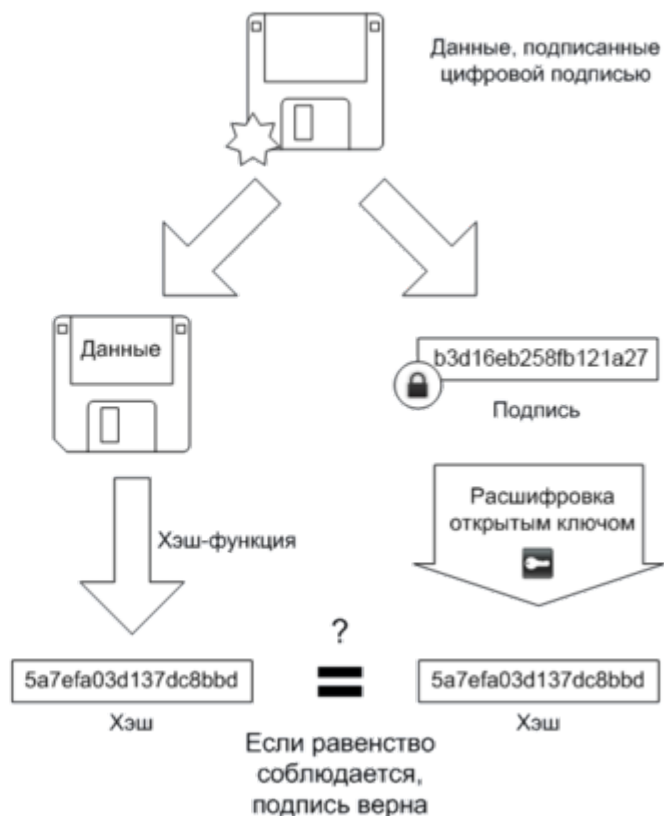 Данные, подписанные
цифровой подписью
Данные
b3d16eb258fb121a27
Подпись
Хэш-функция
Расшифровка
открытым ключом
5a7efa03d137dc8bbd
?
=
5a7efa03d137dc8bbd
Хэш
Хэш
Если равенство
соблюдается,
подпись верна